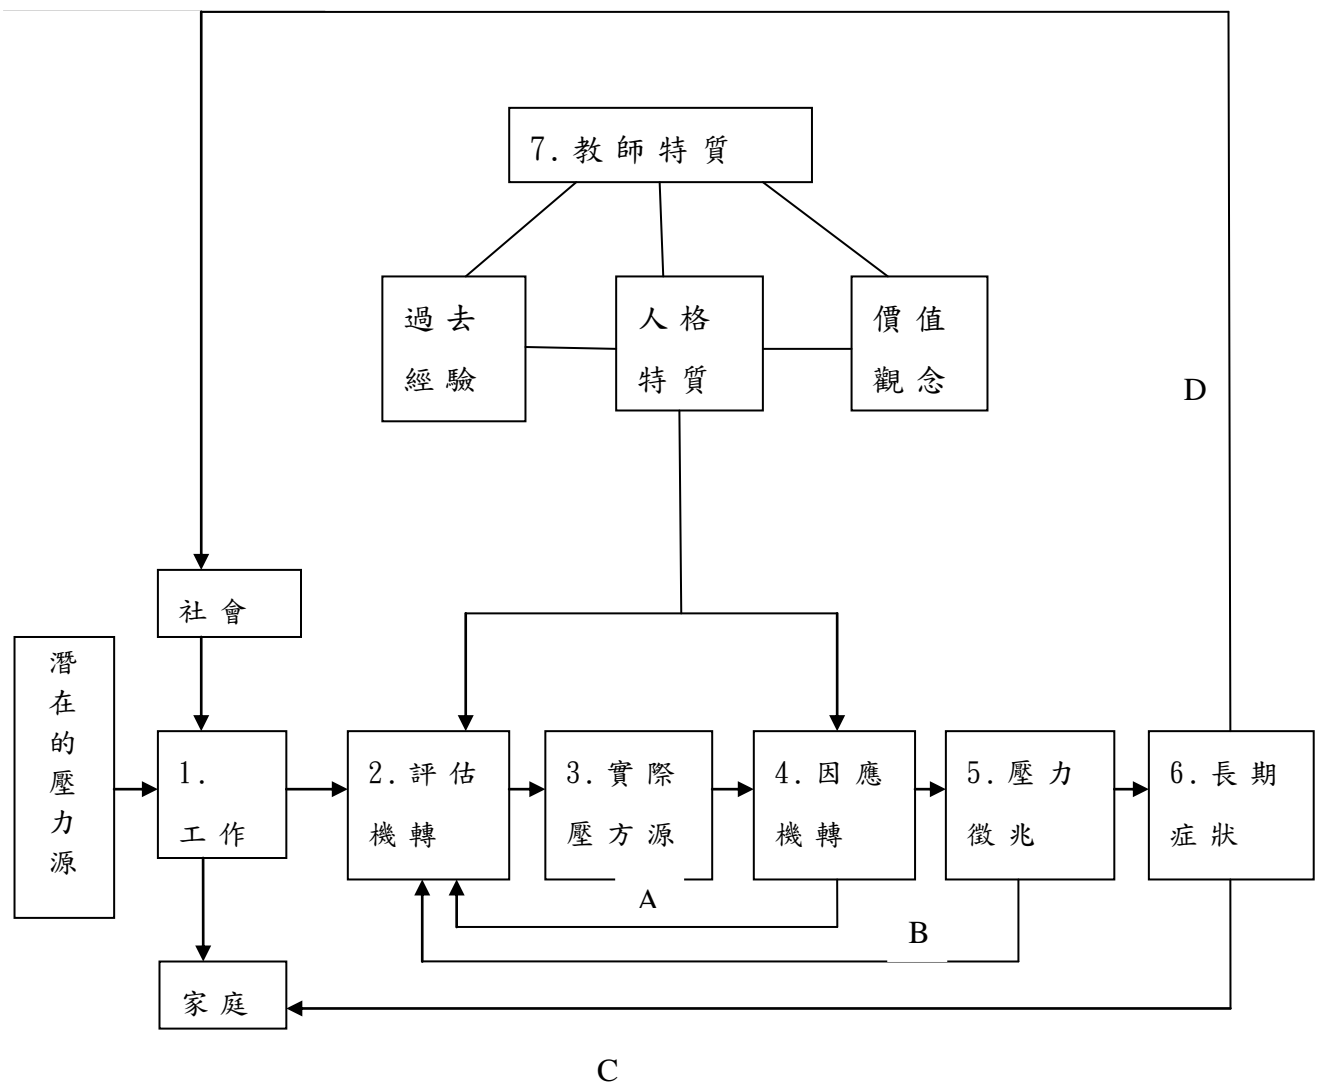 7.教師特質
過去
經驗
人格
特質
價值
觀念
D
社會
潛
在
的
壓
力
源
1.
工作
2.評估
機轉
3.實際
壓方源
4.因應
機轉
5.壓力
徵兆
6.長期
症狀
A
B
家庭
C